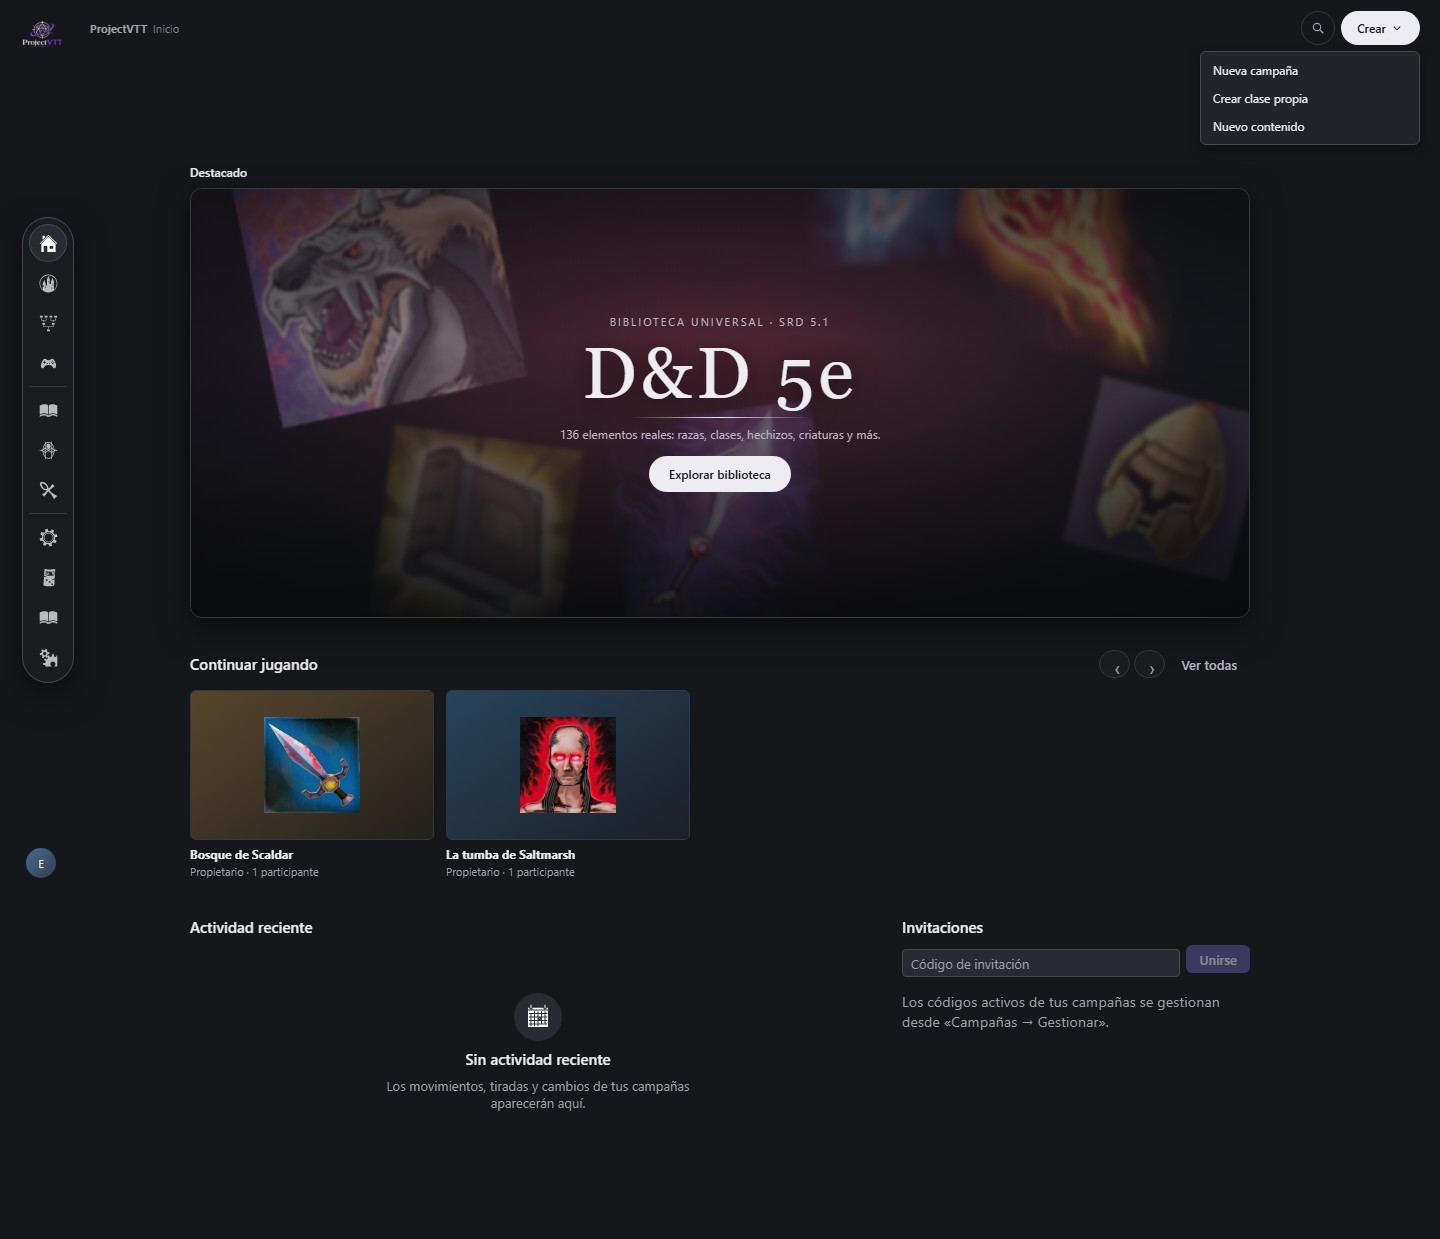 ProjectVTT
ProjectVTT Inicio
Crear
Nueva campaña
Crear clase propia
Nuevo contenido
Destacado
BIBLIOTECA UNIVERSAL · SRD 5.1
D&D 5e
136 elementos reales: razas, clases, hechizos, criaturas y más.
Explorar biblioteca
Continuar jugando
‹ › Ver todas
Bosque de Scaldar
Propietario · 1 participante
La tumba de Saltmarsh
Propietario · 1 participante
E
Actividad reciente
Sin actividad reciente
Los movimientos, tiradas y cambios de tus campañas
aparecerán aquí.
Invitaciones
Código de invitación
Unirse
Los códigos activos de tus campañas se gestionan
desde «Campañas → Gestionar».